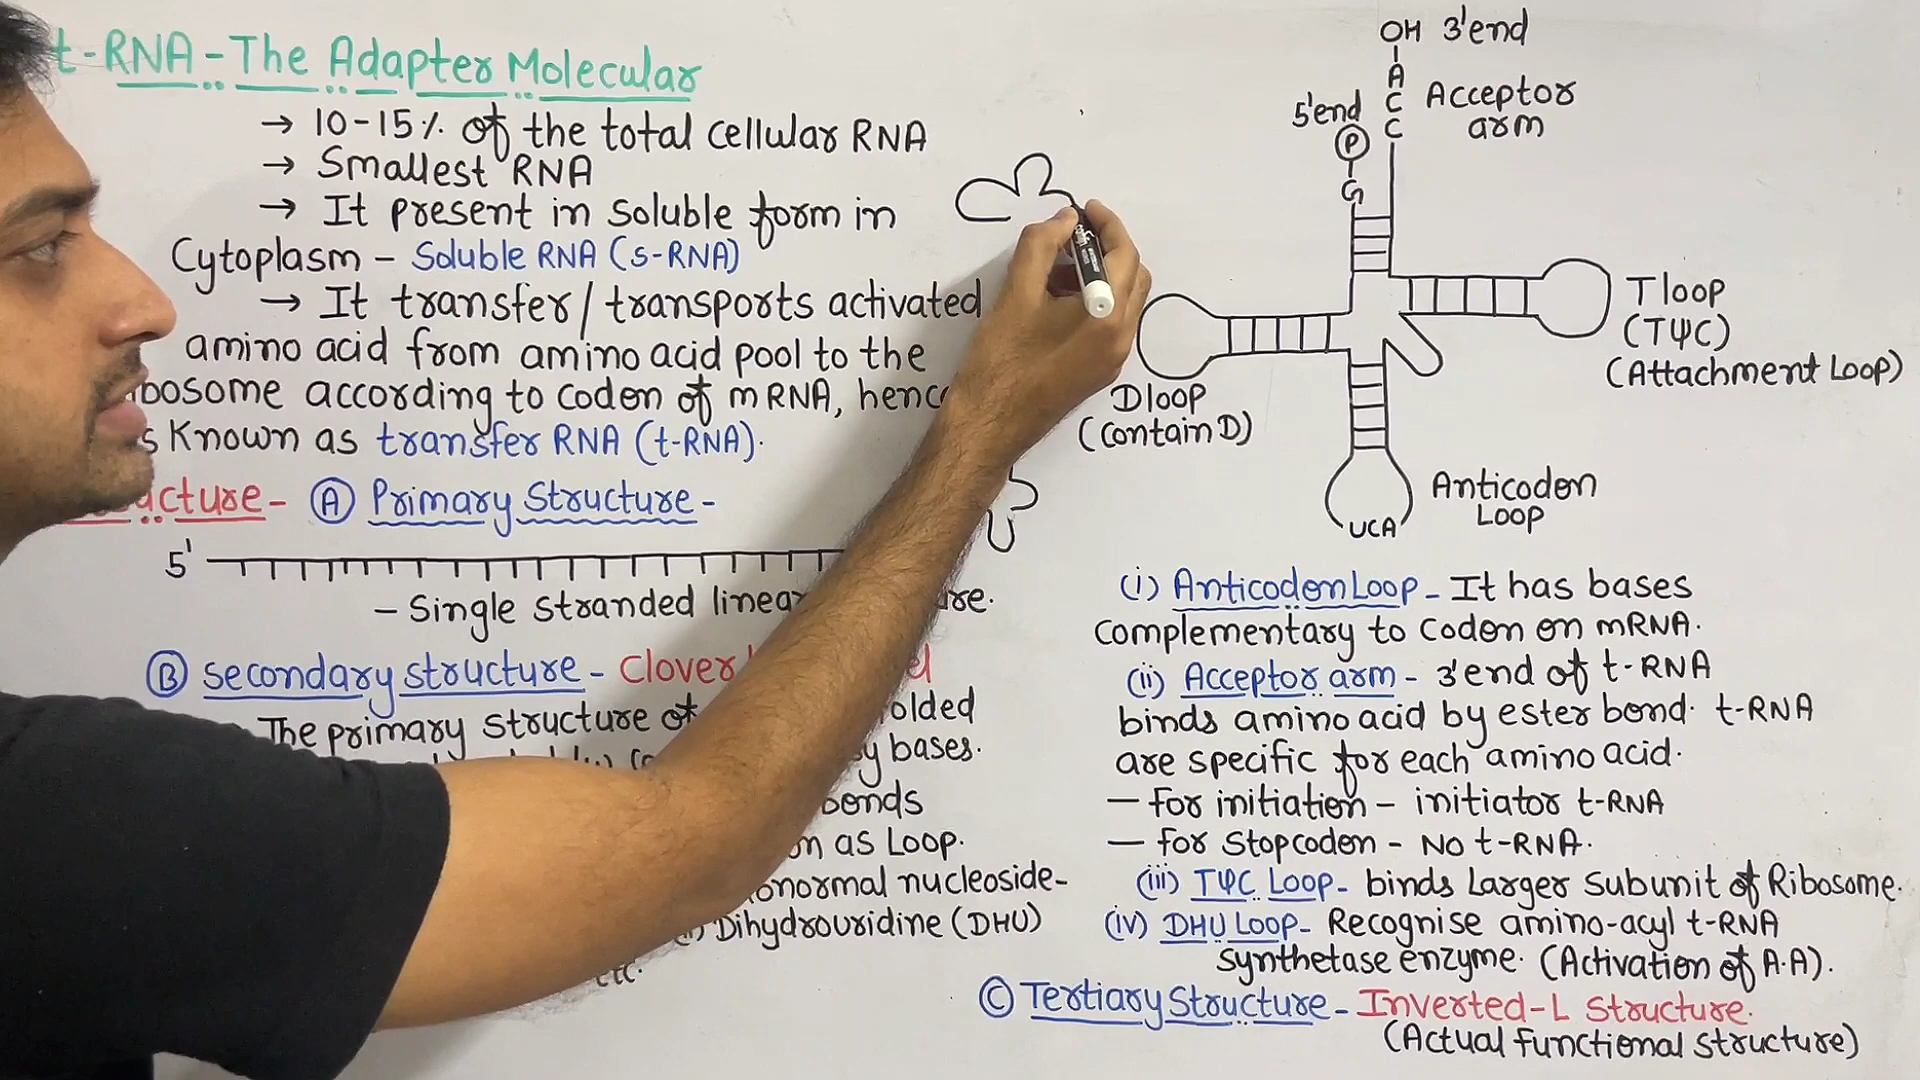 t-RNA - The Adapter Molecular
→ 10-15% of the total cellular RNA
→ Smallest RNA
→ It present in soluble form in
Cytoplasm - Soluble RNA (s-RNA)
→ It transfer/transports activated
amino acid from amino acid pool to the
bosome according to codon of mRNA, henc
s Known as transfer RNA (t-RNA).
ucture - (A) Primary Structure -
5'
- Single stranded linea re.
(B) Secondary structure - Clover l
The primary structure of olded
y bases.
bonds
n as Loop.
bnormal nucleoside-
Dihydrouridine (DHU)
etc.
OH 3'end
A
C
C
Acceptor
arm
5'end
P
G
T loop
(TΨC)
(Attachment Loop)
D loop
(Contain D)
Anticodon
Loop
UCA
(i) Anticodon Loop - It has bases
complementary to codon on mRNA.
(ii) Acceptor arm - 3'end of t-RNA
binds amino acid by ester bond. t-RNA
are specific for each amino acid.
- for initiation - initiator t-RNA
- for stopcodon - No t-RNA.
(iii) TΨC Loop - binds Larger Subunit of Ribosome.
(iv) DHU Loop - Recognise amino-acyl t-RNA
synthetase enzyme. (Activation of A.A).
(C) Tertiary Structure - Inverted-L Structure.
(Actual functional structure)